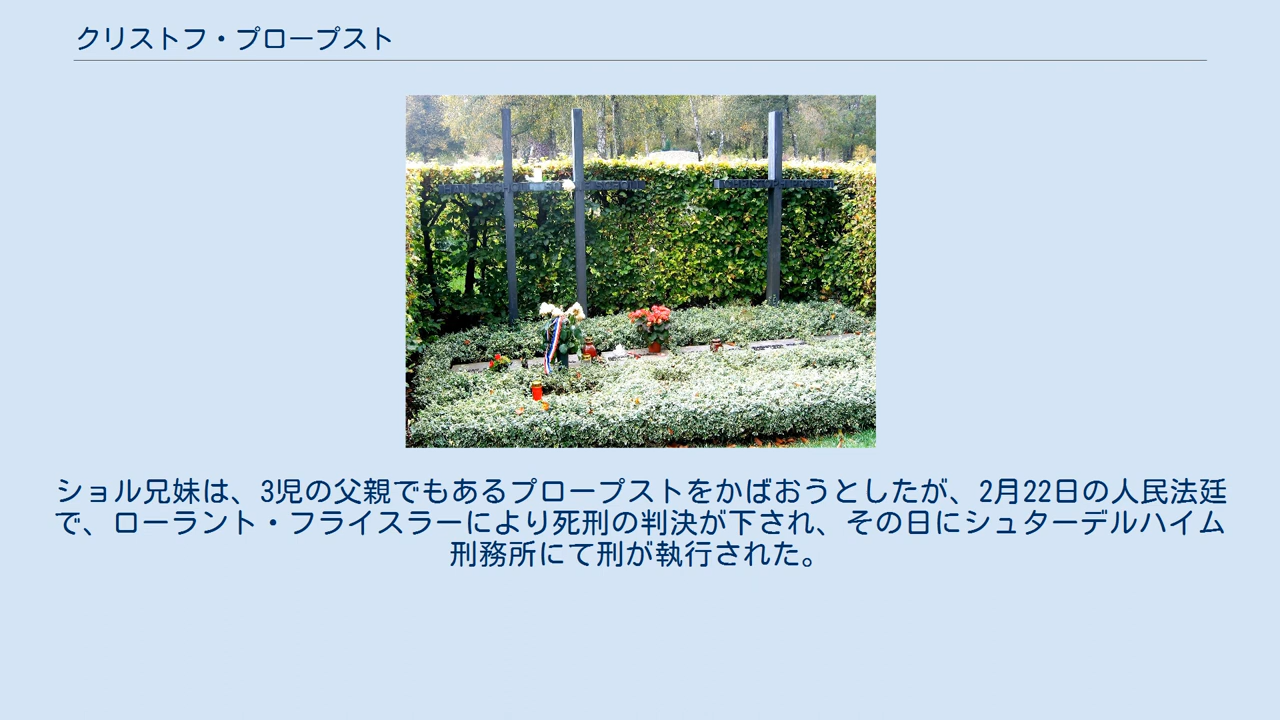 クリストフ・プロープスト
ショル兄妹は、3児の父親でもあるプロープストをかばおうとしたが、2月22日の人民法廷
で、ローラント・フライスラーにより死刑の判決が下され、その日にシュターデルハイム
刑務所にて刑が執行された。